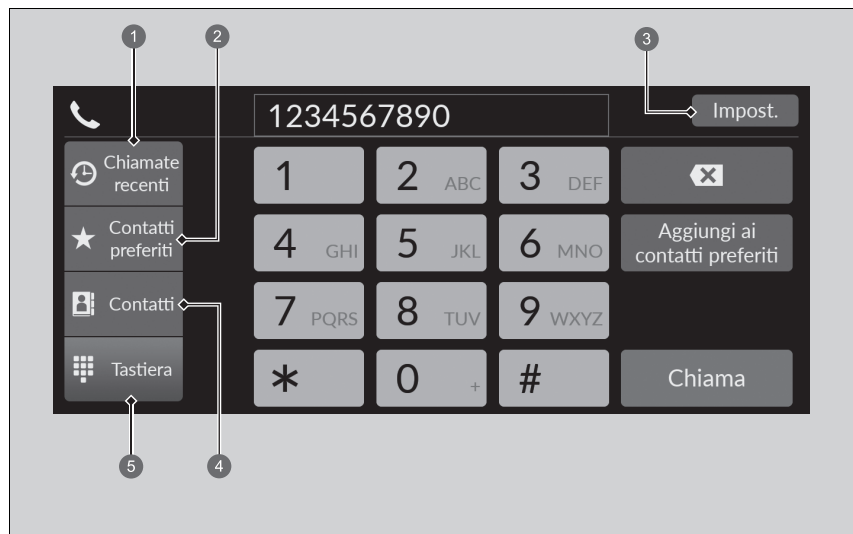 1
2
3
1234567890
Impost.
Chiamate
recenti
1
2 ABC
3 DEF
Contatti
preferiti
4 GHI
5 JKL
6 MNO
Aggiungi ai
contatti preferiti
Contatti
7 PQRS
8 TUV
9 WXYZ
Tastiera
*
0 +
#
Chiama
5
4